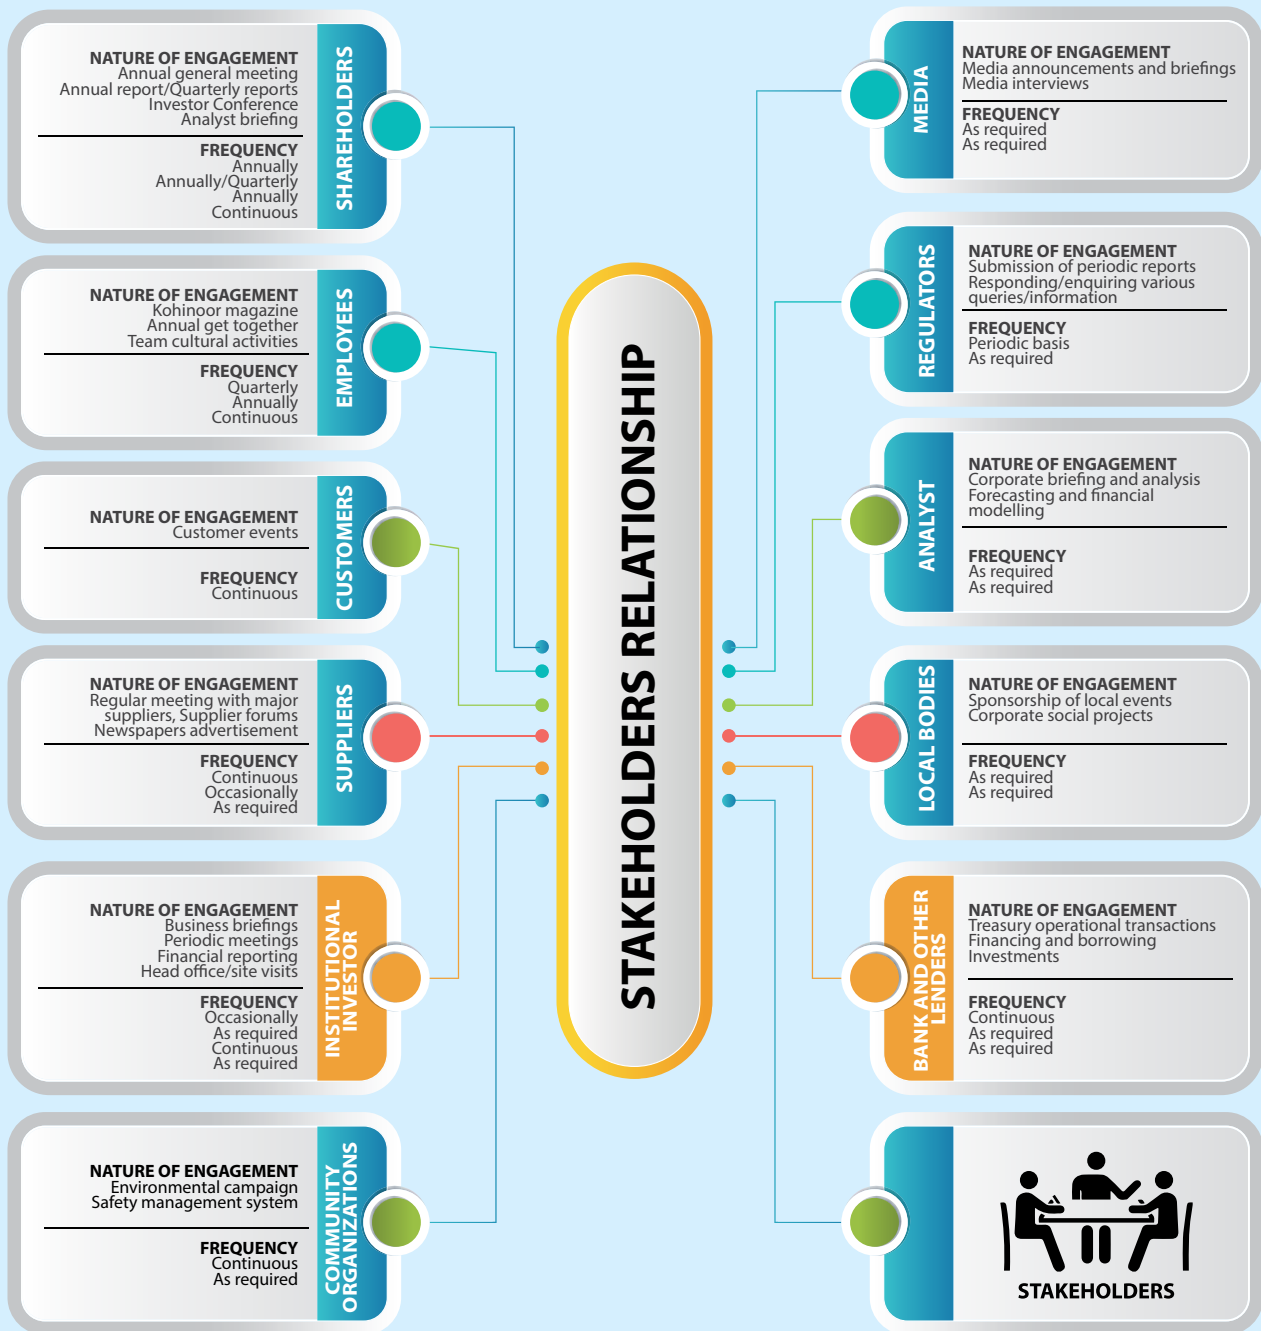 NATURE OF ENGAGEMENT
Annual general meeting
Annual report/Quarterly reports
Investor Conference
Analyst briefing
FREQUENCY
Annually
Annually/Quarterly
Annually
Continuous
SHAREHOLDERS
NATURE OF ENGAGEMENT
Kohinoor magazine
Annual get together
Team cultural activities
FREQUENCY
Quarterly
Annually
Continuous
EMPLOYEES
NATURE OF ENGAGEMENT
Customer events
FREQUENCY
Continuous
CUSTOMERS
NATURE OF ENGAGEMENT
Regular meeting with major
suppliers, Supplier forums
Newspapers advertisement
FREQUENCY
Continuous
Occasionally
As required
SUPPLIERS
NATURE OF ENGAGEMENT
Business briefings
Periodic meetings
Financial reporting
Head office/site visits
FREQUENCY
Occasionally
As required
Continuous
As required
INSTITUTIONAL
INVESTOR
NATURE OF ENGAGEMENT
Environmental campaign
Safety management system
FREQUENCY
Continuous
As required
COMMUNITY
ORGANIZATIONS
STAKEHOLDERS RELATIONSHIP
MEDIA
NATURE OF ENGAGEMENT
Media announcements and briefings
Media interviews
FREQUENCY
As required
As required
REGULATORS
NATURE OF ENGAGEMENT
Submission of periodic reports
Responding/enquiring various
queries/information
FREQUENCY
Periodic basis
As required
ANALYST
NATURE OF ENGAGEMENT
Corporate briefing and analysis
Forecasting and financial
modelling
FREQUENCY
As required
As required
LOCAL BODIES
NATURE OF ENGAGEMENT
Sponsorship of local events
Corporate social projects
FREQUENCY
As required
As required
BANK AND OTHER
LENDERS
NATURE OF ENGAGEMENT
Treasury operational transactions
Financing and borrowing
Investments
FREQUENCY
Continuous
As required
As required
STAKEHOLDERS